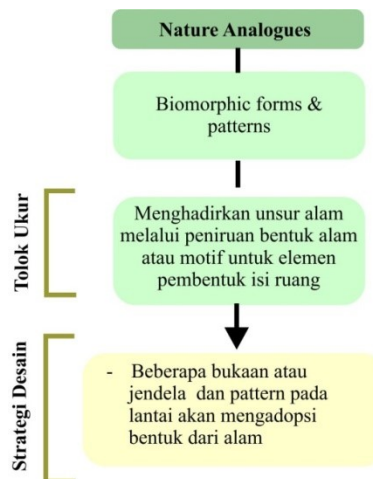 Nature Analogues
Biomorphic forms &
patterns
Tolok Ukur
Menghadirkan unsur alam
melalui peniruan bentuk alam
atau motif untuk elemen
pembentuk isi ruang
Strategi Desain
- Beberapa bukaan atau
jendela dan pattern pada
lantai akan mengadopsi
bentuk dari alam